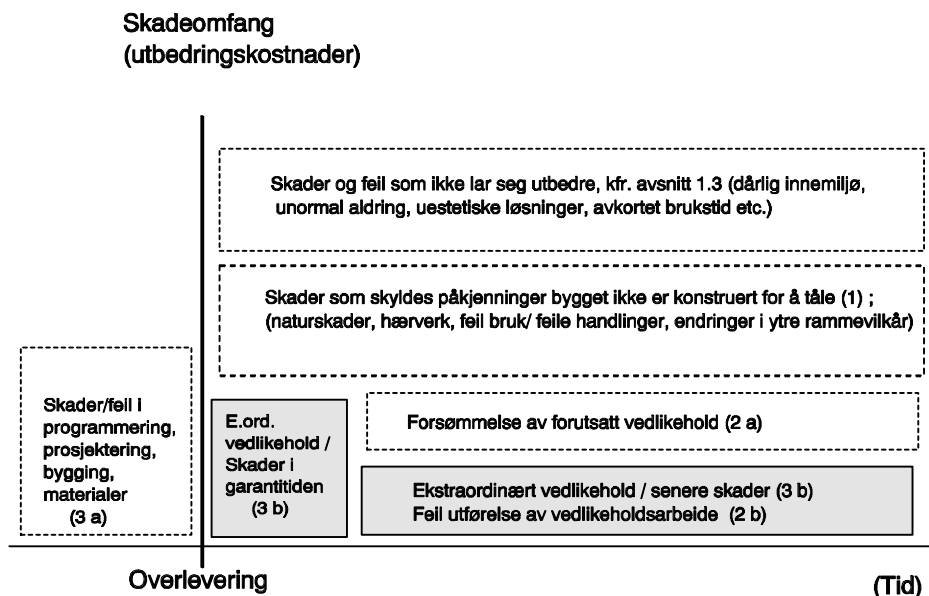 Skadeomfang
(utbedringskostnader)
Skader og feil som ikke lar seg utbedre, kfr. avsnitt 1.3 (dårlig innemiljø,
unormal aldring, uestetiske løsninger, avkortet brukstid etc.)
Skader som skyldes påkjenninger bygget ikke er konstruert for å tåle (1) ;
(naturskader, hærverk, feil bruk/ feile handlinger, endringer i ytre rammevilkår)
Skader/feil i
programmering,
prosjektering,
bygging,
materialer
(3 a)
E.ord.
vedlikehold /
Skader i
garantitiden
(3 b)
Forsømmelse av forutsatt vedlikehold (2 a)
Ekstraordinært vedlikehold / senere skader (3 b)
Feil utførelse av vedlikeholdsarbeide (2 b)
Overlevering
(Tid)